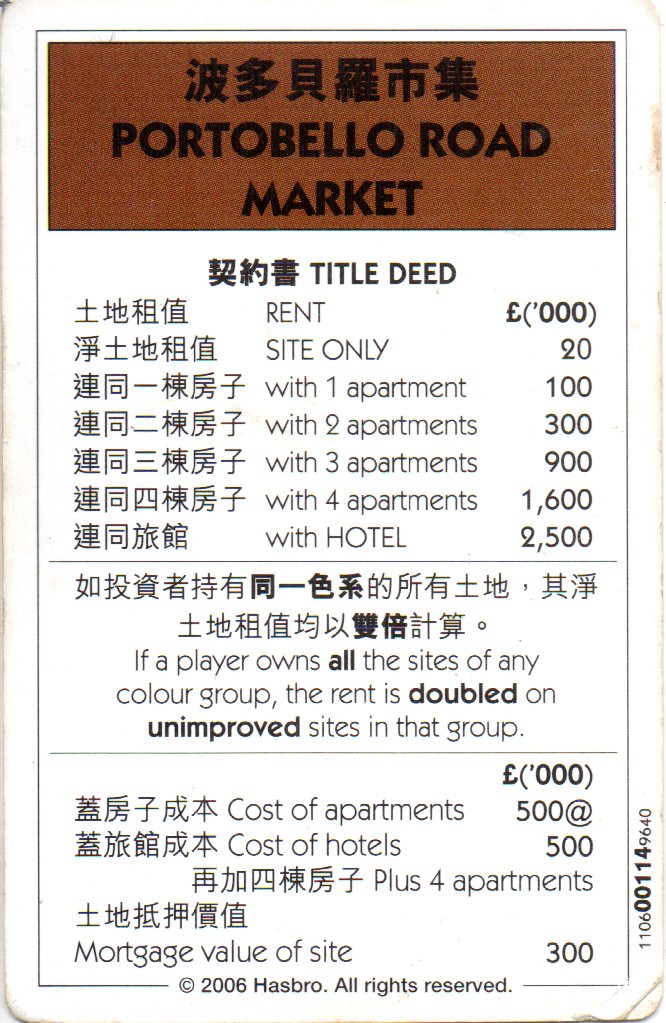 波多貝羅市集
PORTOBELLO ROAD
MARKET
契約書 TITLE DEED
土地租值 RENT £('000)
淨土地租值 SITE ONLY 20
連同一棟房子 with 1 apartment 100
連同二棟房子 with 2 apartments 300
連同三棟房子 with 3 apartments 900
連同四棟房子 with 4 apartments 1,600
連同旅館 with HOTEL 2,500
如投資者持有同一色系的所有土地，其淨
土地租值均以雙倍計算。
If a player owns all the sites of any
colour group, the rent is doubled on
unimproved sites in that group.
£('000)
蓋房子成本 Cost of apartments 500@
蓋旅館成本 Cost of hotels 500
再加四棟房子 Plus 4 apartments
土地抵押價值
Mortgage value of site 300
© 2006 Hasbro. All rights reserved.
1106001149640